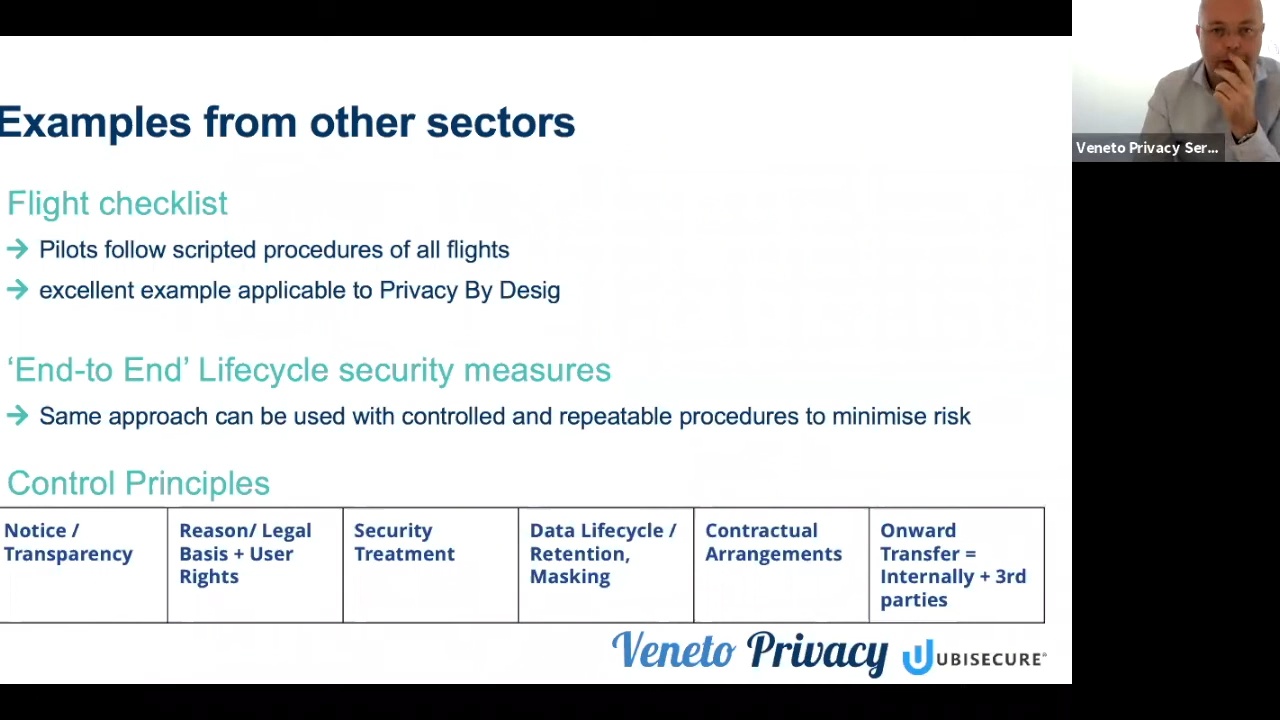 Examples from other sectors
Flight checklist
→ Pilots follow scripted procedures of all flights
→ excellent example applicable to Privacy By Desig
‘End-to End’ Lifecycle security measures
→ Same approach can be used with controlled and repeatable procedures to minimise risk
Control Principles
Notice /
Transparency
Reason/ Legal
Basis + User
Rights
Security
Treatment
Data Lifecycle /
Retention,
Masking
Contractual
Arrangements
Onward
Transfer =
Internally + 3rd
parties
Veneto Privacy
UBISECURE®
Veneto Privacy Ser...